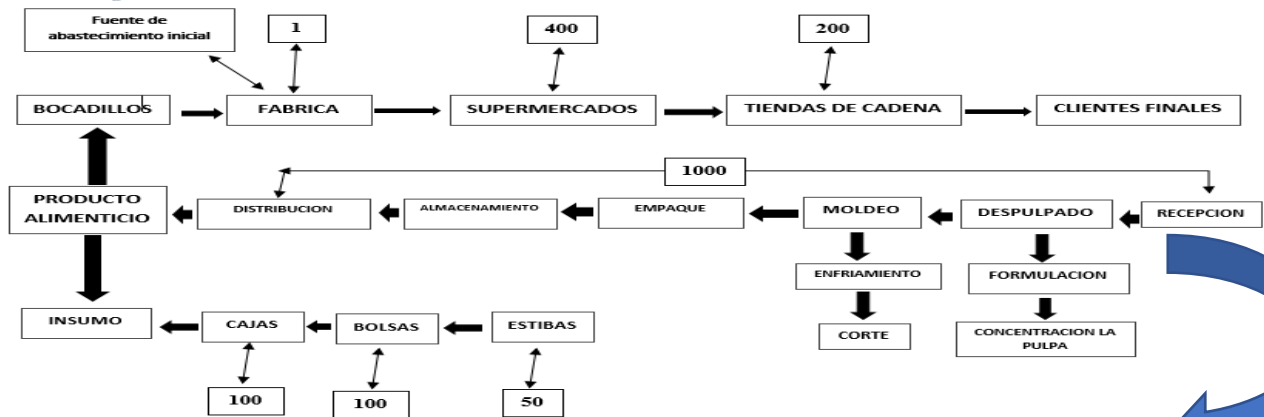 Fuente de
abastecimiento inicial
1
400
200
BOCADILLOS
FABRICA
SUPERMERCADOS
TIENDAS DE CADENA
CLIENTES FINALES
1000
PRODUCTO
ALIMENTICIO
DISTRIBUCION
ALMACENAMIENTO
EMPAQUE
MOLDEO
DESPULPADO
RECEPCION
ENFRIAMIENTO
FORMULACION
INSUMO
CAJAS
BOLSAS
ESTIBAS
CORTE
CONCENTRACION LA
PULPA
100
100
50